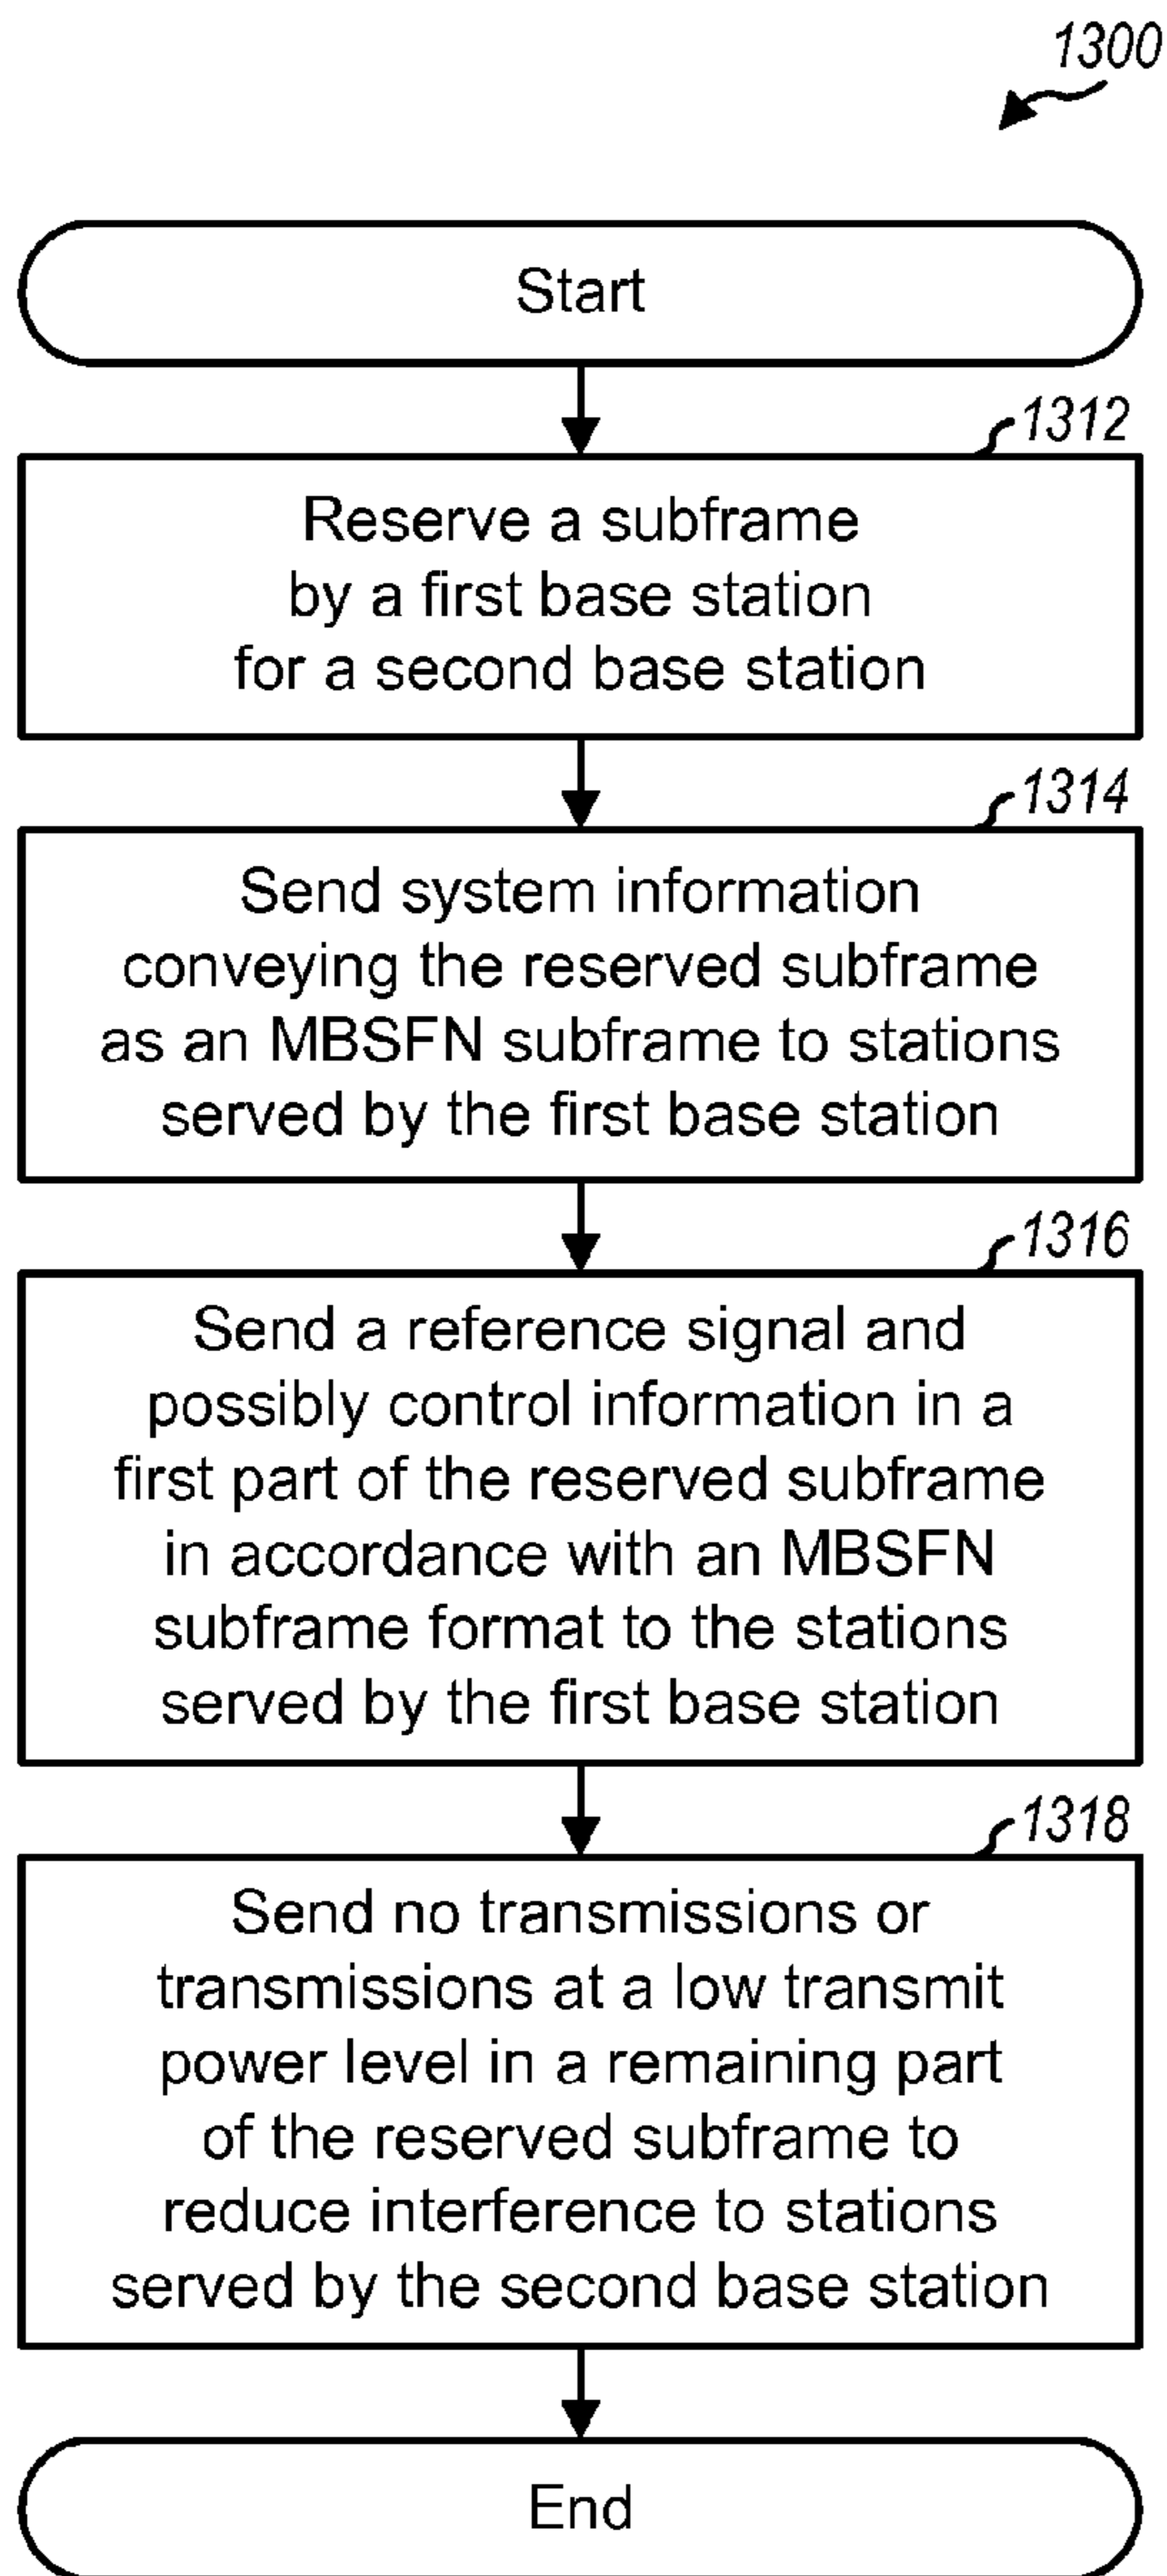 1300
Start
1312
Reserve a subframe
by a first base station
for a second base station
1314
Send system information
conveying the reserved subframe
as an MBSFN subframe to stations
served by the first base station
1316
Send a reference signal and
possibly control information in a
first part of the reserved subframe
in accordance with an MBSFN
subframe format to the stations
served by the first base station
1318
Send no transmissions or
transmissions at a low transmit
power level in a remaining part
of the reserved subframe to
reduce interference to stations
served by the second base station
End